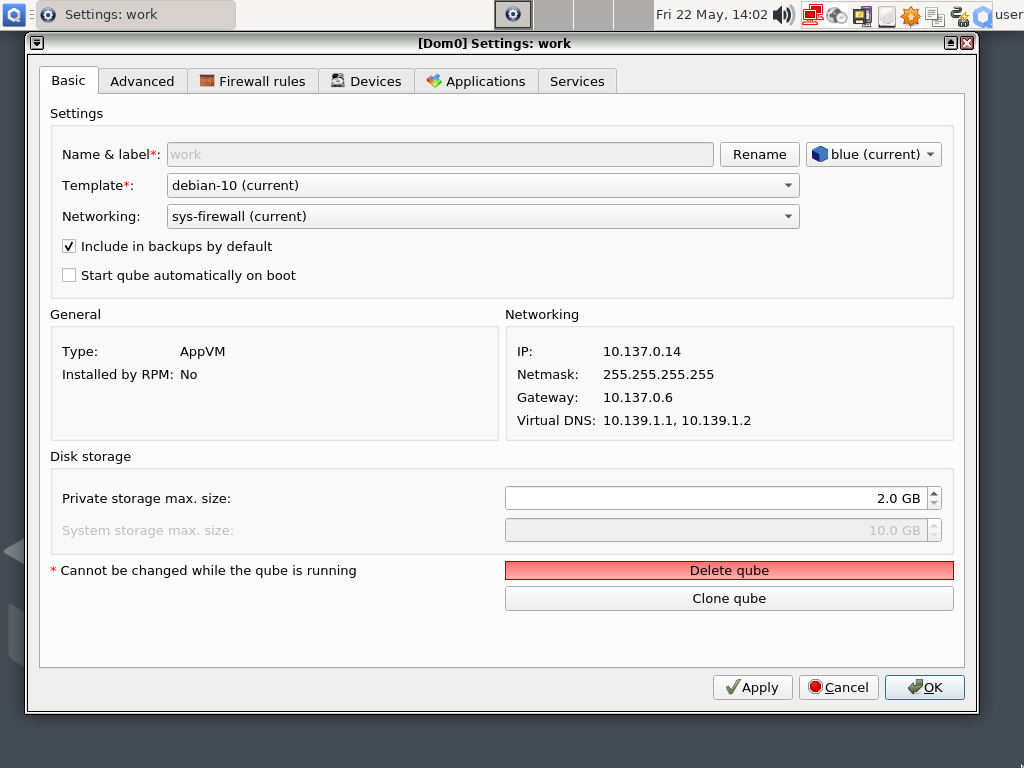 Settings: work
Fri 22 May, 14:02
user
[Dom0] Settings: work
Basic Advanced Firewall rules Devices Applications Services
Settings
Name & label*: work Rename blue (current)
Template*: debian-10 (current)
Networking: sys-firewall (current)
Include in backups by default
Start qube automatically on boot
General
Type: AppVM
Installed by RPM: No
Networking
IP: 10.137.0.14
Netmask: 255.255.255.255
Gateway: 10.137.0.6
Virtual DNS: 10.139.1.1, 10.139.1.2
Disk storage
Private storage max. size: 2.0 GB
System storage max. size: 10.0 GB
* Cannot be changed while the qube is running
Delete qube
Clone qube
Apply Cancel OK